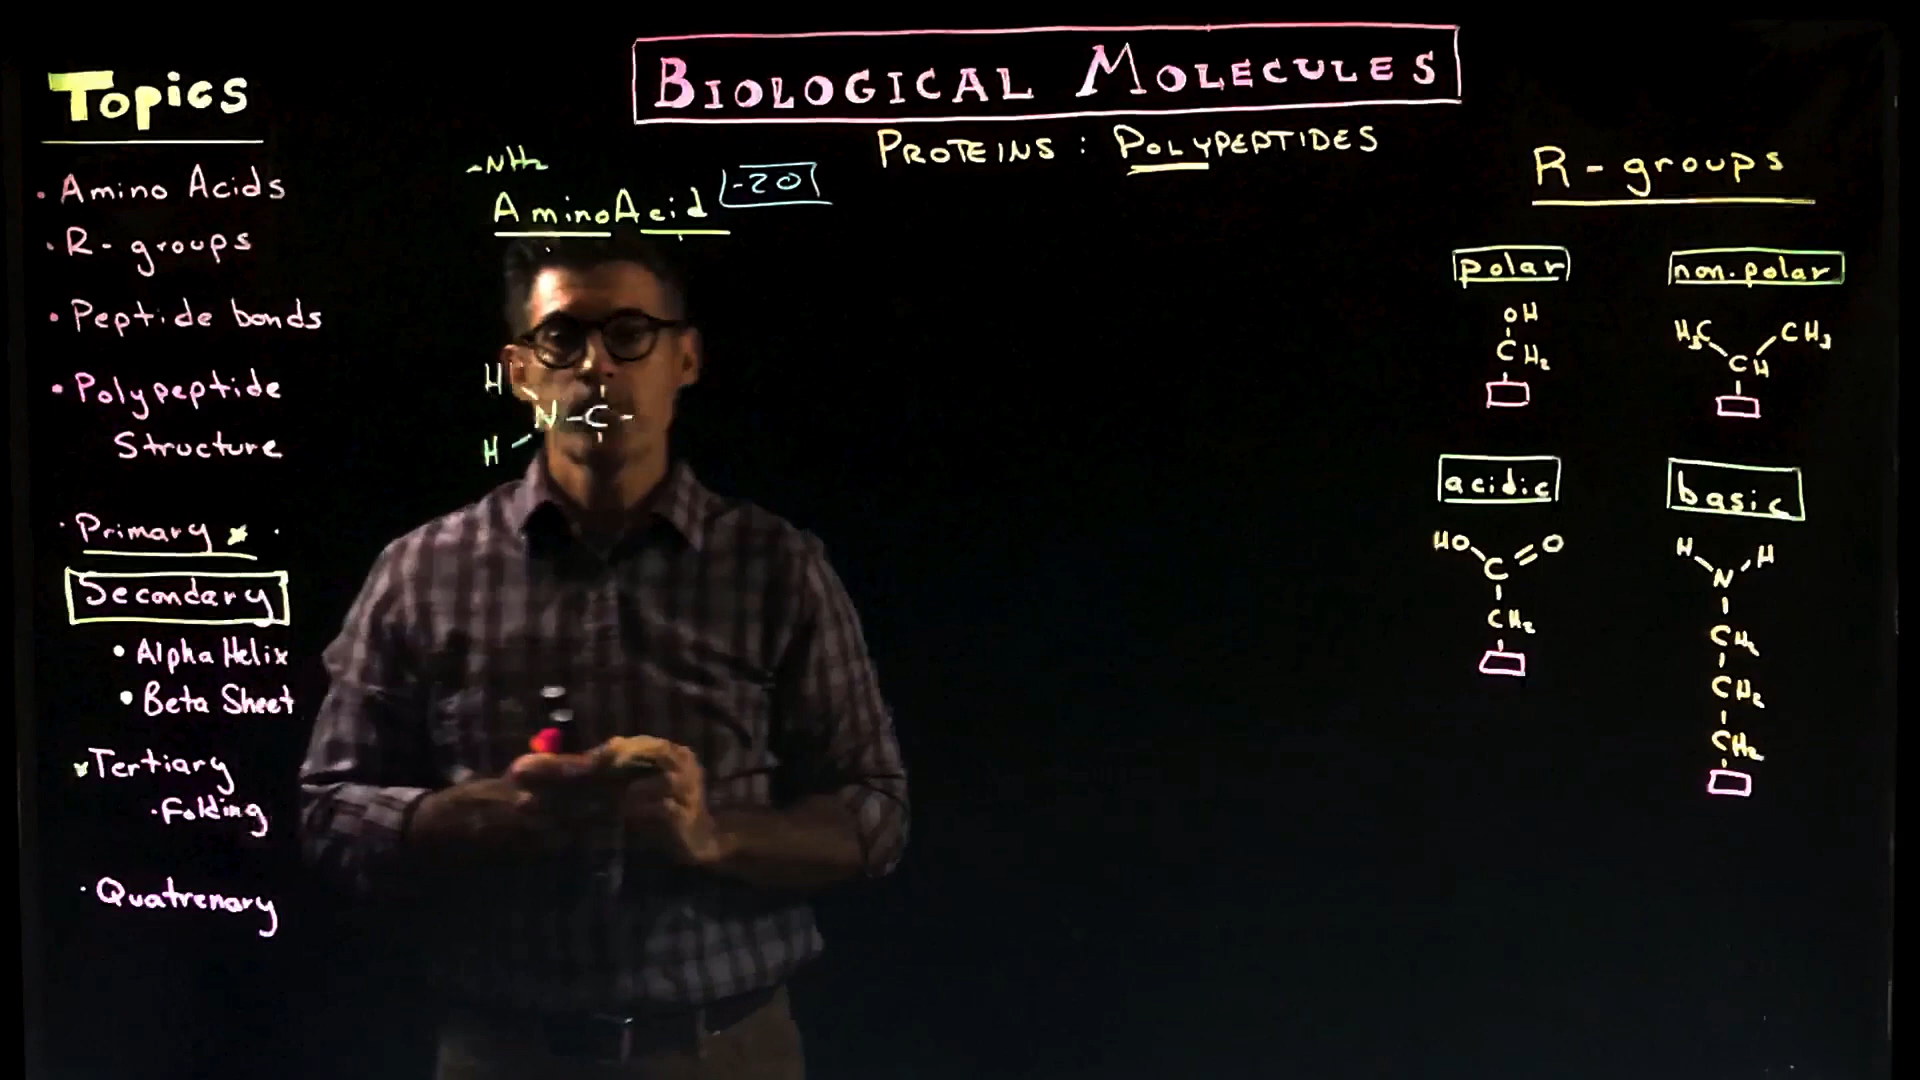 BIOLOGICAL MOLECULES
PROTEINS : POLYPEPTIDES
Topics
• Amino Acids
• R-groups
• Peptide bonds
• Polypeptide
Structure
• Primary
Secondary
• Alpha Helix
• Beta Sheet
Tertiary
• Folding
• Quatrenary
-NH₂
AminoAcid
-20
H
N-C-
H
R-groups
polar
OH
CH₂
non-polar
H₃C CH₃
CH
acidic
HO O
C
CH₂
basic
H H
N
CH₂
CH₂
CH₂